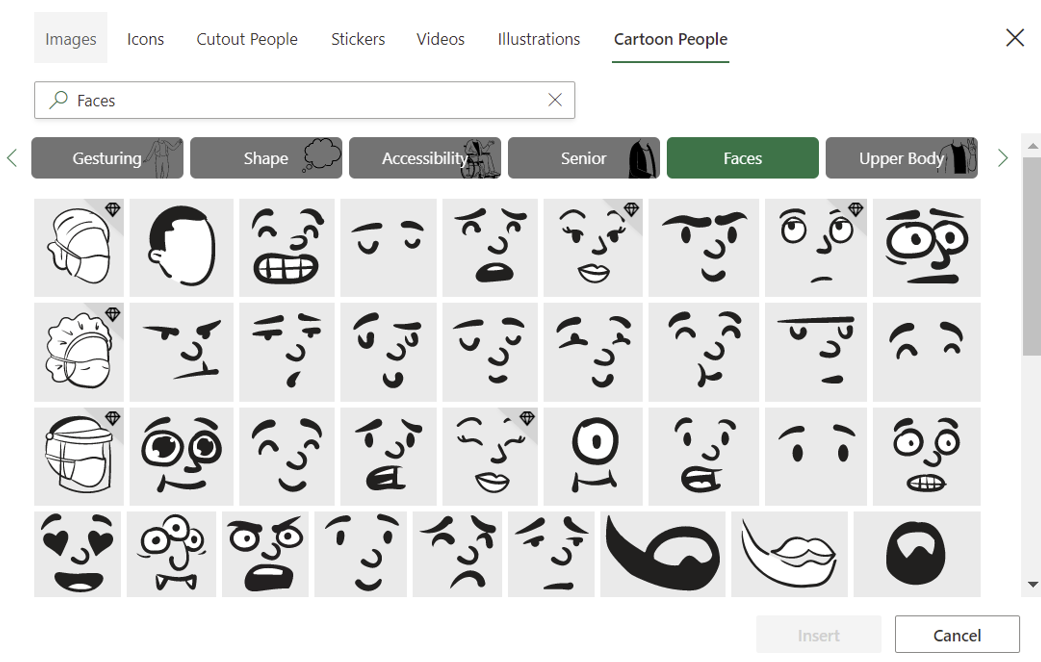 Images Icons Cutout People Stickers Videos Illustrations Cartoon People
Faces
Gesturing Shape Accessibility Senior Faces Upper Body
Insert Cancel